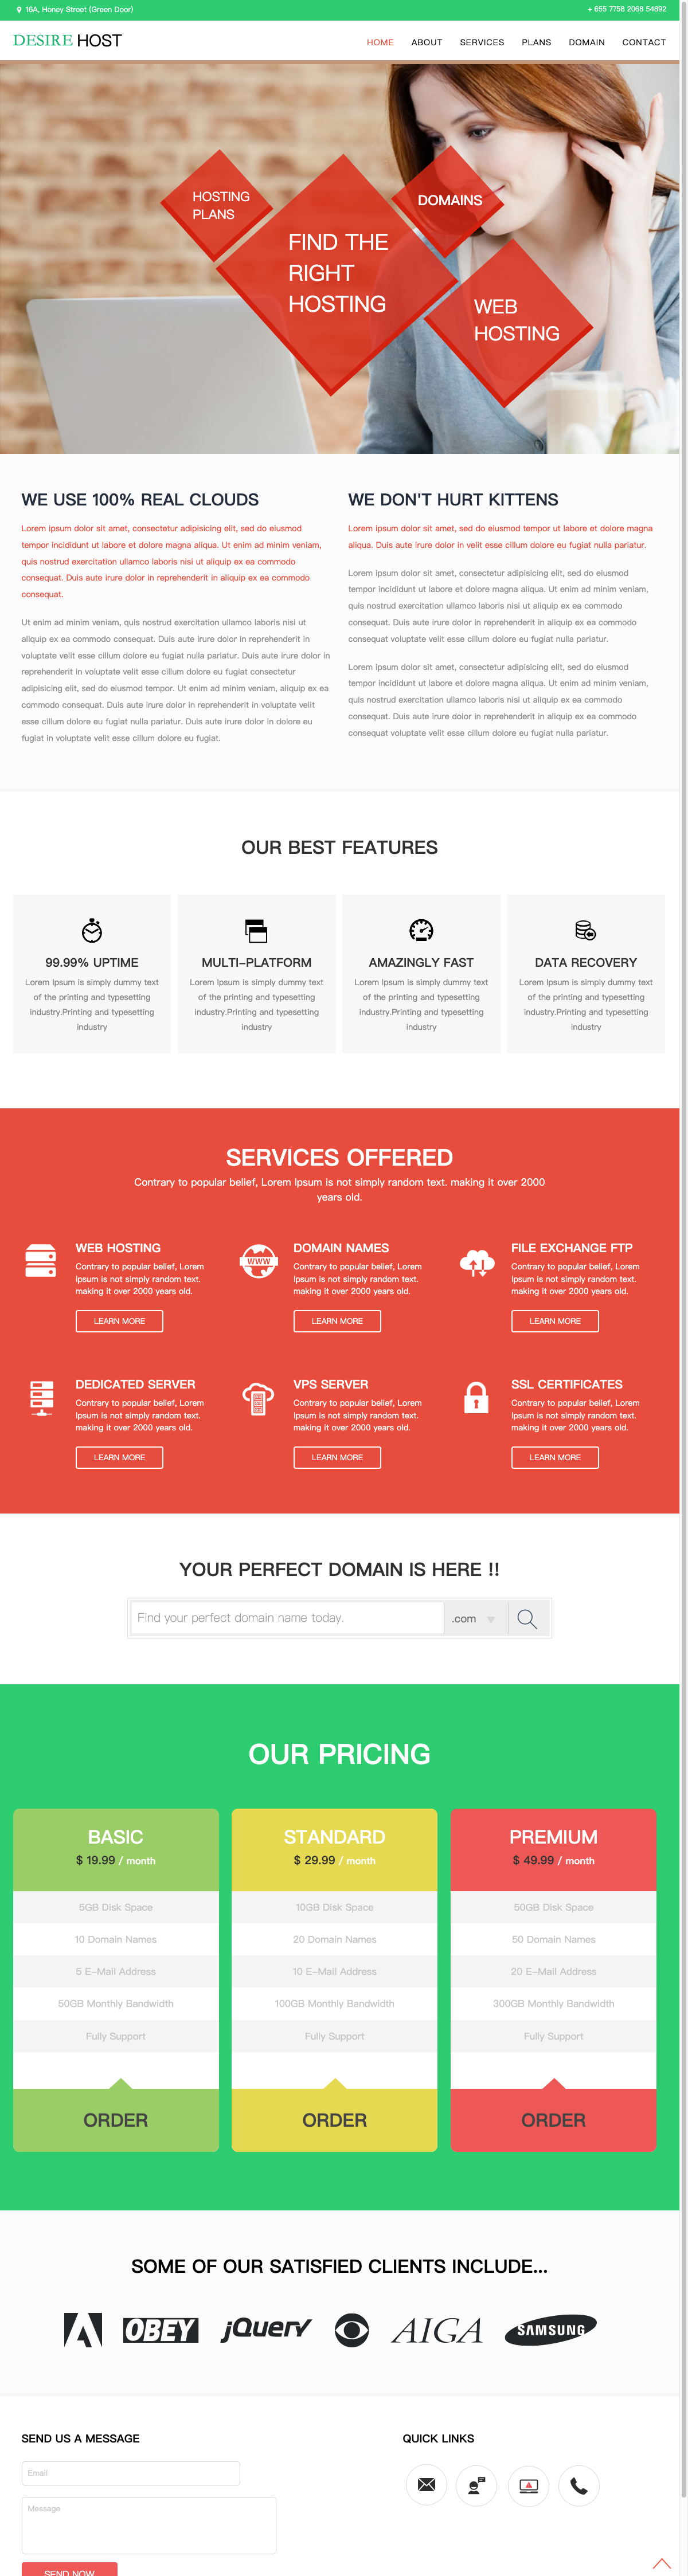 16A, Honey Street (Green Door)
+ 655 7758 2068 54892
DESIRE HOST
HOME ABOUT SERVICES PLANS DOMAIN CONTACT
HOSTING
PLANS
DOMAINS
FIND THE
RIGHT
HOSTING
WEB
HOSTING
WE USE 100% REAL CLOUDS
Lorem ipsum dolor sit amet, consectetur adipisicing elit, sed do eiusmod
tempor incididunt ut labore et dolore magna aliqua. Ut enim ad minim veniam,
quis nostrud exercitation ullamco laboris nisi ut aliquip ex ea commodo
consequat. Duis aute irure dolor in reprehenderit in aliquip ex ea commodo
consequat.
Ut enim ad minim veniam, quis nostrud exercitation ullamco laboris nisi ut
aliquip ex ea commodo consequat. Duis aute irure dolor in reprehenderit in
voluptate velit esse cillum dolore eu fugiat nulla pariatur. Duis aute irure dolor in
reprehenderit in voluptate velit esse cillum dolore eu fugiat consectetur
adipisicing elit, sed do eiusmod tempor. Ut enim ad minim veniam, aliquip ex ea
commodo consequat. Duis aute irure dolor in reprehenderit in voluptate velit
esse cillum dolore eu fugiat nulla pariatur. Duis aute irure dolor in dolore eu
fugiat in voluptate velit esse cillum dolore eu fugiat.
WE DON'T HURT KITTENS
Lorem ipsum dolor sit amet, sed do eiusmod tempor ut labore et dolore magna
aliqua. Duis aute irure dolor in velit esse cillum dolore eu fugiat nulla pariatur.
Lorem ipsum dolor sit amet, consectetur adipisicing elit, sed do eiusmod
tempor incididunt ut labore et dolore magna aliqua. Ut enim ad minim veniam,
quis nostrud exercitation ullamco laboris nisi ut aliquip ex ea commodo
consequat. Duis aute irure dolor in reprehenderit in aliquip ex ea commodo
consequat voluptate velit esse cillum dolore eu fugiat nulla pariatur.
Lorem ipsum dolor sit amet, consectetur adipisicing elit, sed do eiusmod
tempor incididunt ut labore et dolore magna aliqua. Ut enim ad minim veniam,
quis nostrud exercitation ullamco laboris nisi ut aliquip ex ea commodo
consequat. Duis aute irure dolor in reprehenderit in aliquip ex ea commodo
consequat voluptate velit esse cillum dolore eu fugiat nulla pariatur.
OUR BEST FEATURES
99.99% UPTIME
Lorem Ipsum is simply dummy text
of the printing and typesetting
industry.Printing and typesetting
industry
MULTI-PLATFORM
Lorem Ipsum is simply dummy text
of the printing and typesetting
industry.Printing and typesetting
industry
AMAZINGLY FAST
Lorem Ipsum is simply dummy text
of the printing and typesetting
industry.Printing and typesetting
industry
DATA RECOVERY
Lorem Ipsum is simply dummy text
of the printing and typesetting
industry.Printing and typesetting
industry
SERVICES OFFERED
Contrary to popular belief, Lorem Ipsum is not simply random text. making it over 2000
years old.
WEB HOSTING
Contrary to popular belief, Lorem
Ipsum is not simply random text.
making it over 2000 years old.
LEARN MORE
WWW
DOMAIN NAMES
Contrary to popular belief, Lorem
Ipsum is not simply random text.
making it over 2000 years old.
LEARN MORE
FILE EXCHANGE FTP
Contrary to popular belief, Lorem
Ipsum is not simply random text.
making it over 2000 years old.
LEARN MORE
DEDICATED SERVER
Contrary to popular belief, Lorem
Ipsum is not simply random text.
making it over 2000 years old.
LEARN MORE
VPS SERVER
Contrary to popular belief, Lorem
Ipsum is not simply random text.
making it over 2000 years old.
LEARN MORE
SSL CERTIFICATES
Contrary to popular belief, Lorem
Ipsum is not simply random text.
making it over 2000 years old.
LEARN MORE
YOUR PERFECT DOMAIN IS HERE !!
Find your perfect domain name today.
.com
OUR PRICING
BASIC
$ 19.99 / month
5GB Disk Space
10 Domain Names
5 E-Mail Address
50GB Monthly Bandwidth
Fully Support
ORDER
STANDARD
$ 29.99 / month
10GB Disk Space
20 Domain Names
10 E-Mail Address
100GB Monthly Bandwidth
Fully Support
ORDER
PREMIUM
$ 49.99 / month
50GB Disk Space
50 Domain Names
20 E-Mail Address
300GB Monthly Bandwidth
Fully Support
ORDER
SOME OF OUR SATISFIED CLIENTS INCLUDE...
OBEY jQuery AIGA SAMSUNG
SEND US A MESSAGE
Email
Message
SEND NOW
QUICK LINKS